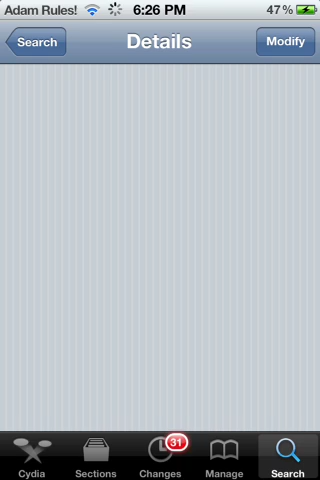 Adam Rules! 6:26 PM 47%
Search Details Modify
31
Cydia Sections Changes Manage Search